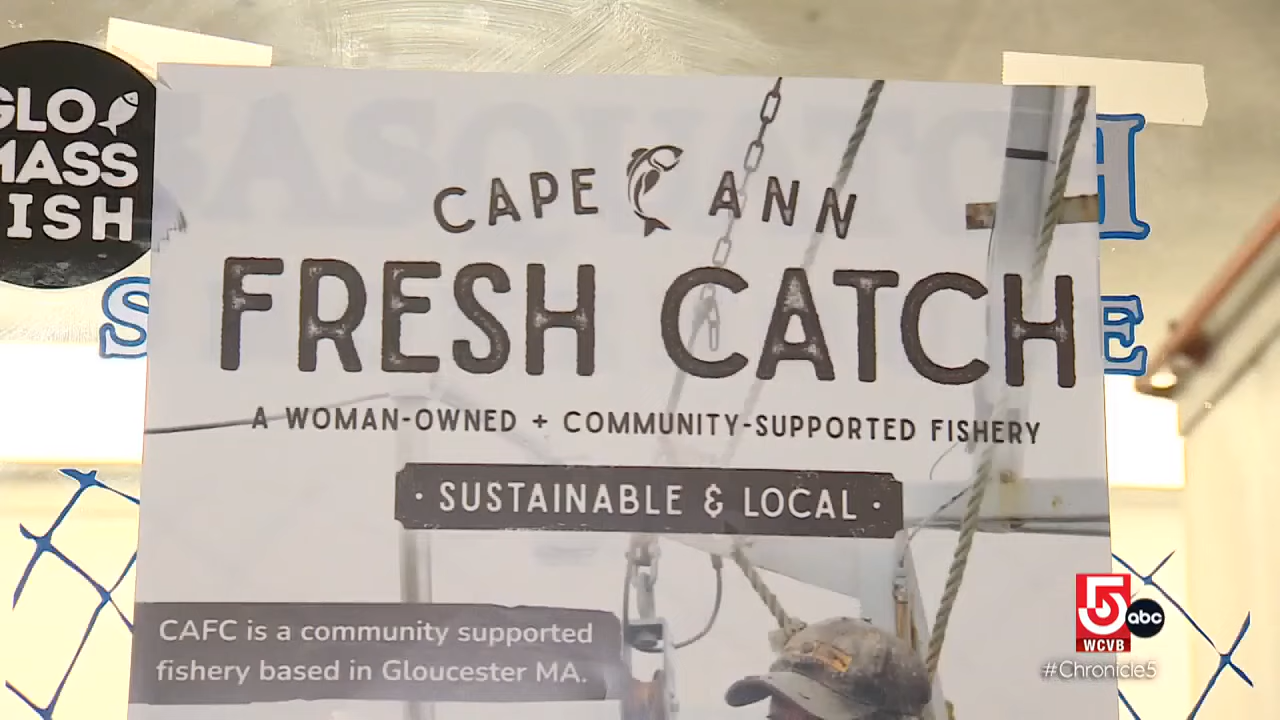 GLO
MASS
FISH
CAPE ANN
FRESH CATCH
A WOMAN-OWNED + COMMUNITY-SUPPORTED FISHERY
· SUSTAINABLE & LOCAL ·
CAFC is a community supported
fishery based in Gloucester MA.
5 abc
WCVB
#Chronicle5